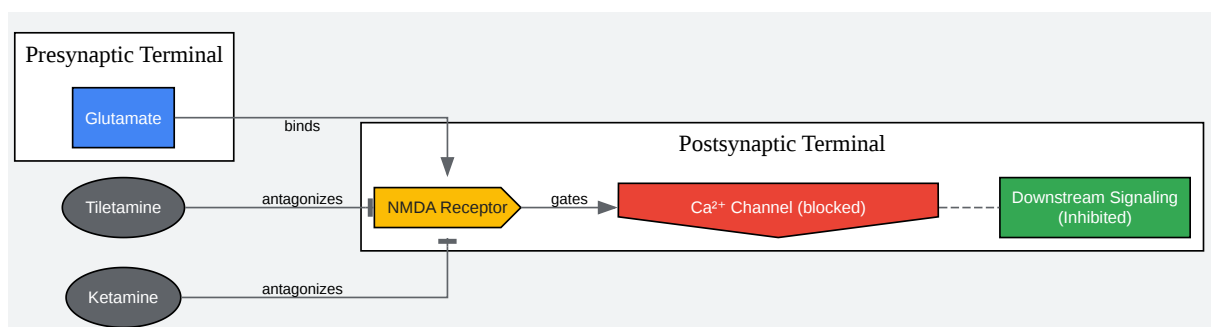 Presynaptic Terminal
Glutamate
binds
Postsynaptic Terminal
Tiletamine
antagonizes
NMDA Receptor
gates
Ca²⁺ Channel (blocked)
Downstream Signaling
(Inhibited)
Ketamine
antagonizes